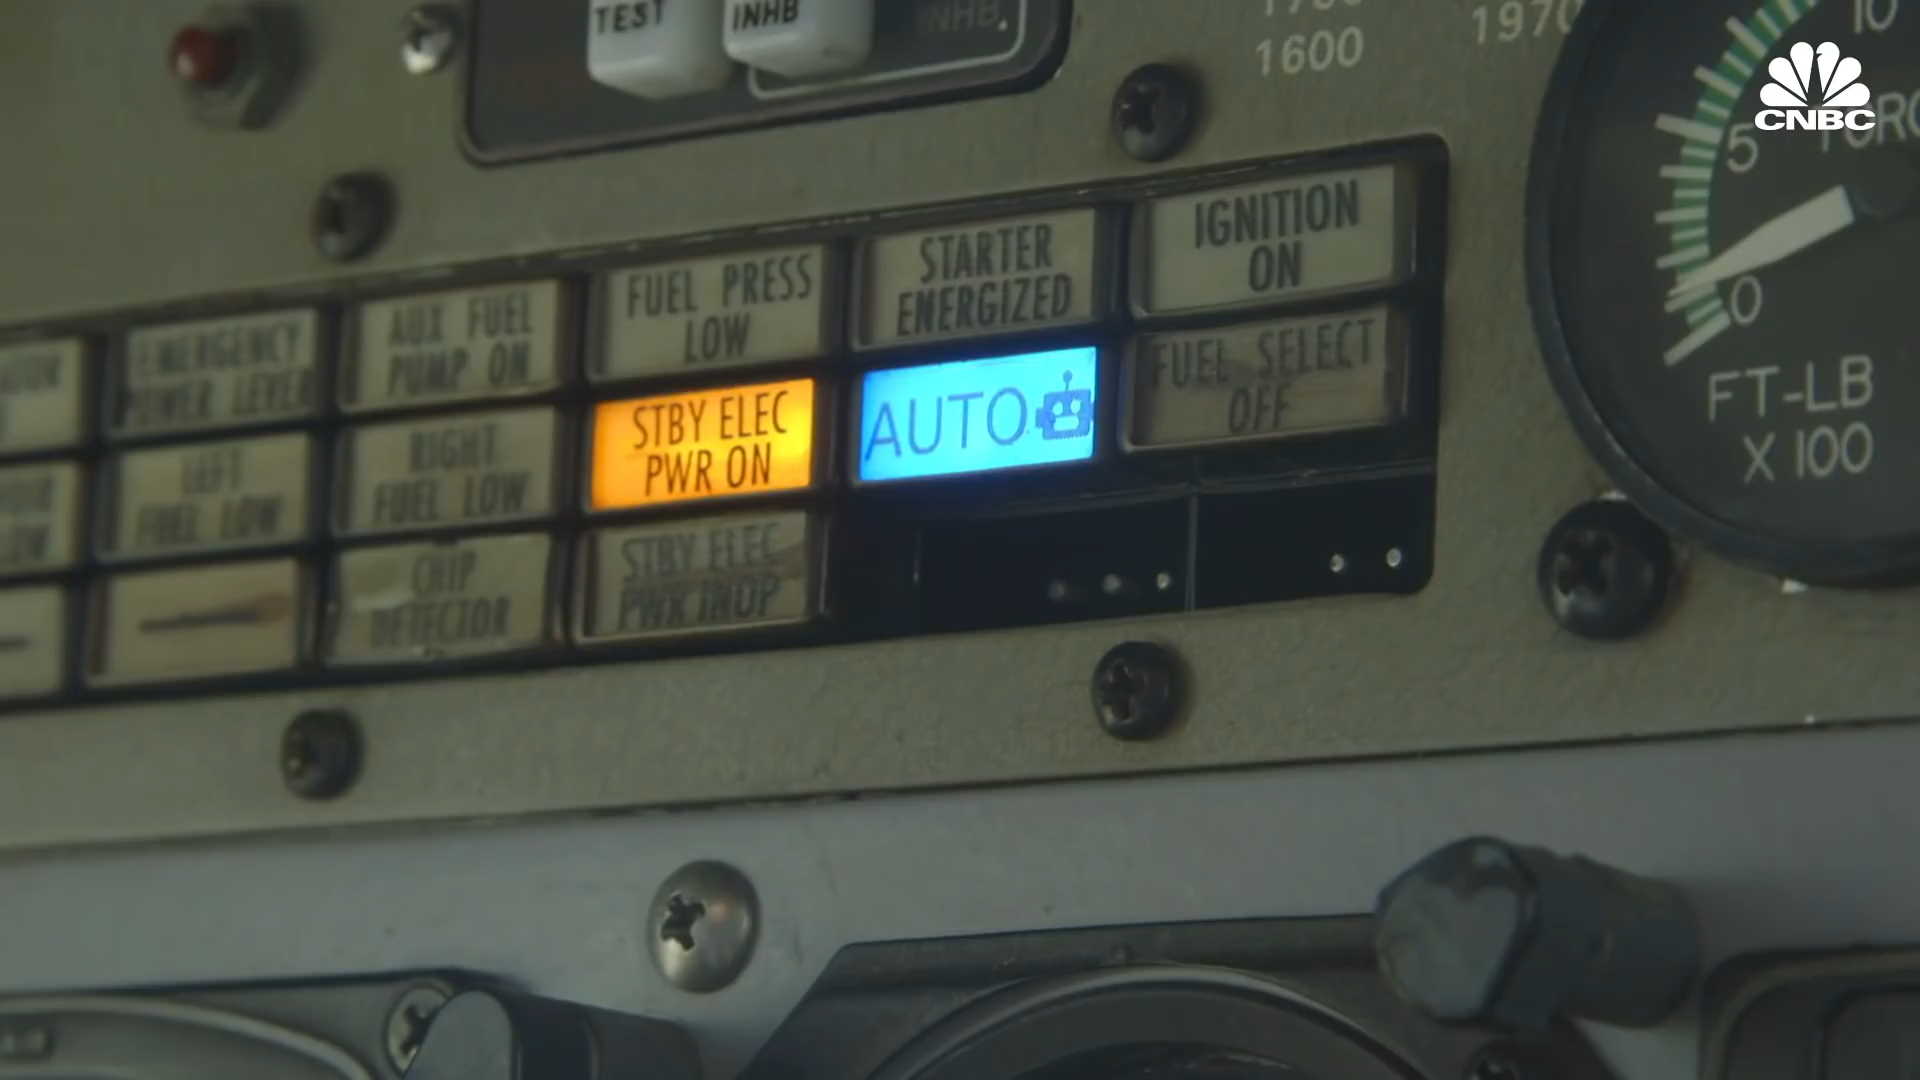 TEST
INHB
INHB.
1600
1970
10
CNBC
5
0
FT-LB
X 100
IGNITION
ON
STARTER
ENERGIZED
FUEL PRESS
LOW
AUX FUEL
PUMP ON
EMERGENCY
POWER LEVER
FUEL SELECT
OFF
AUTO
STBY ELEC
PWR ON
RIGHT
FUEL LOW
LEFT
FUEL LOW
STBY ELEC
PWR INOP
CHIP
DETECTOR